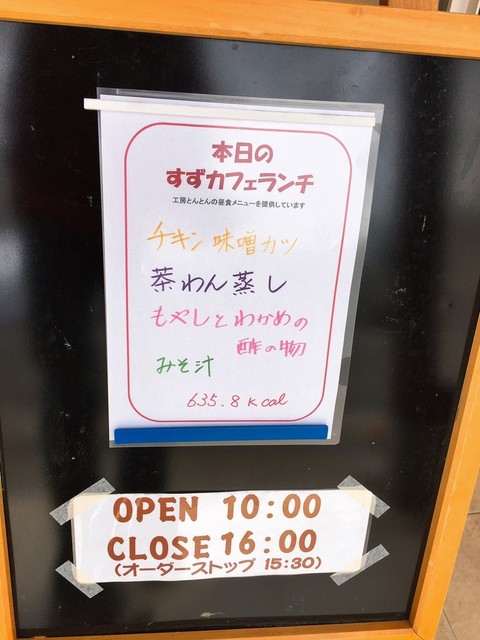 本日の
すずカフェランチ
工房とんとんの昼食メニューを提供しています
チキン味噌カツ
茶わん蒸し
もやしとわかめの
酢の物
みそ汁
635.8kcal
OPEN 10:00
CLOSE 16:00
(オーダーストップ 15:30)